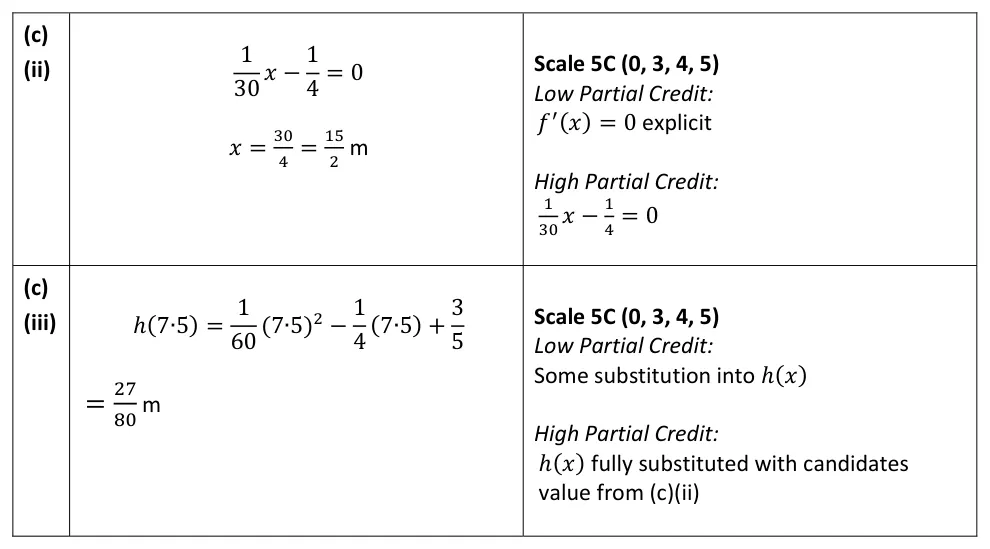 (c)
(ii)
1/30 x − 1/4 = 0
x = 30/4 = 15/2 m
Scale 5C (0, 3, 4, 5)
Low Partial Credit:
f′(x) = 0 explicit
High Partial Credit:
1/30 x − 1/4 = 0
(c)
(iii)
h(7·5) = 1/60 (7·5)² − 1/4 (7·5) + 3/5
= 27/80 m
Scale 5C (0, 3, 4, 5)
Low Partial Credit:
Some substitution into h(x)
High Partial Credit:
h(x) fully substituted with candidates
value from (c)(ii)